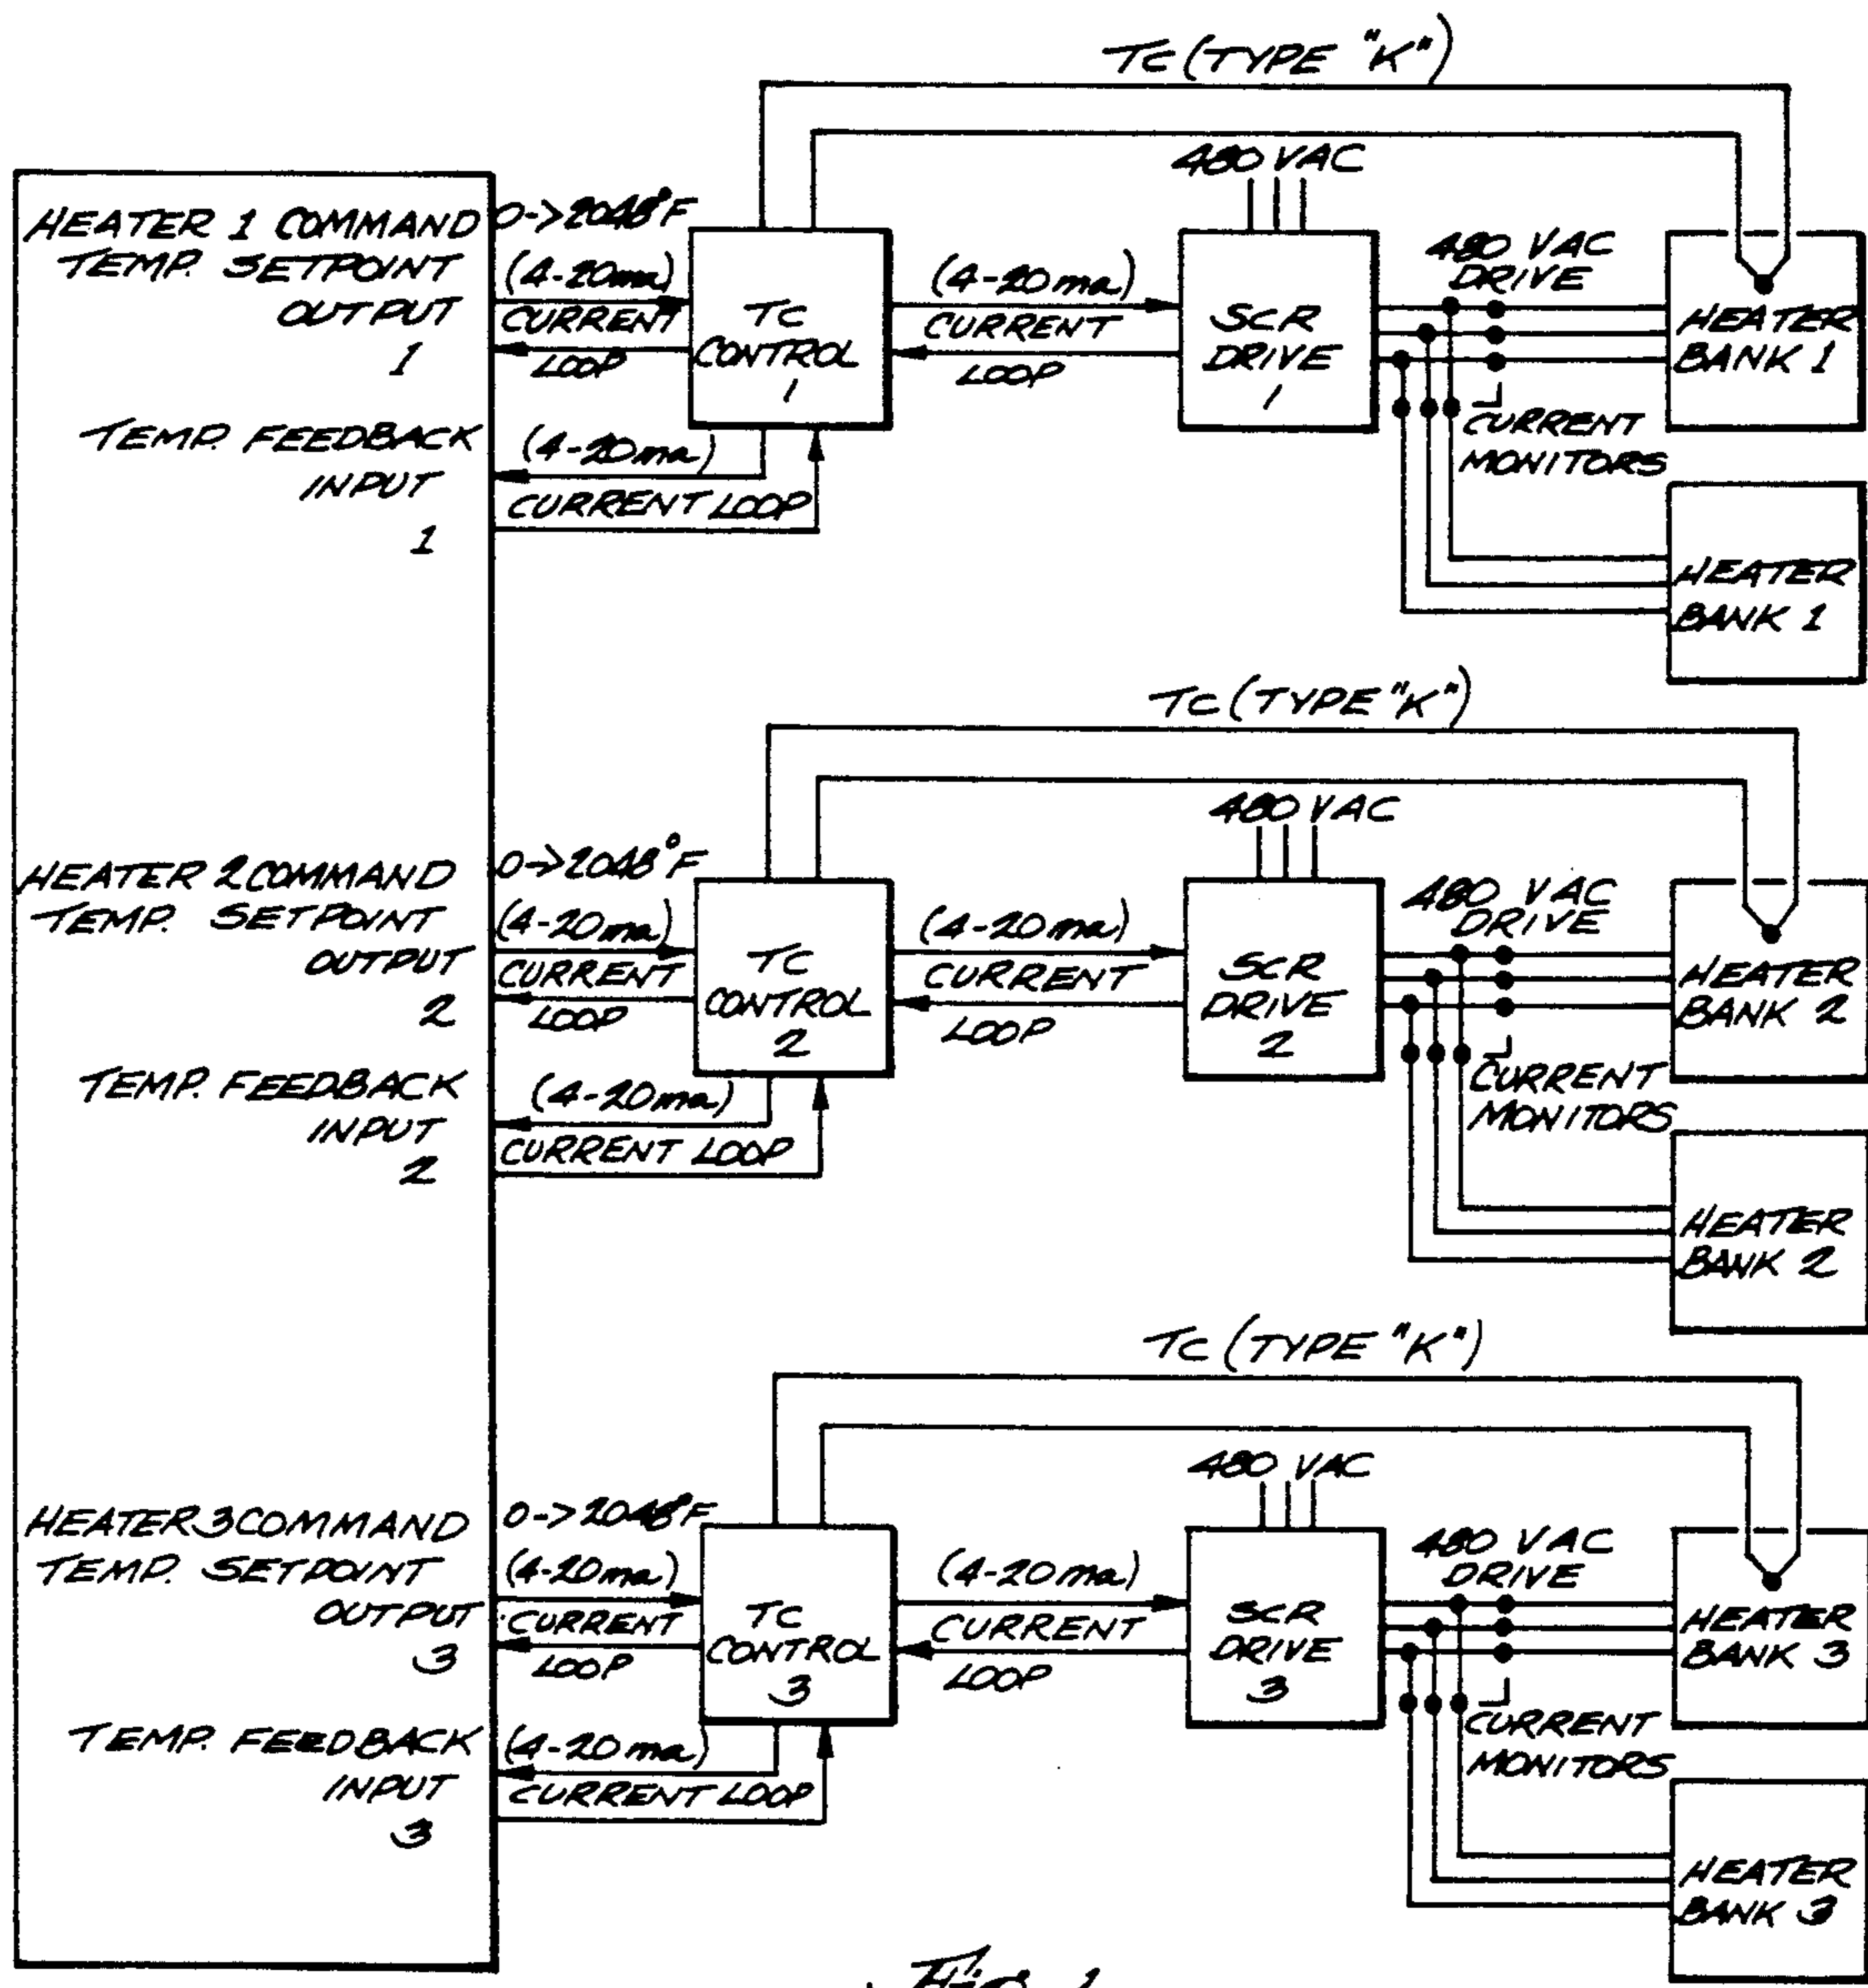 TC (TYPE "K")
480 VAC
HEATER 1 COMMAND
TEMP. SETPOINT
OUTPUT
1
0->2048°F
(4-20ma)
CURRENT
LOOP
TC
CONTROL
1
(4-20ma)
CURRENT
LOOP
SCR
DRIVE
1
480 VAC
DRIVE
HEATER
BANK 1
TEMP. FEEDBACK
INPUT
1
(4-20ma)
CURRENT LOOP
CURRENT
MONITORS
HEATER
BANK 1
TC (TYPE "K")
480 VAC
HEATER 2 COMMAND
TEMP. SETPOINT
OUTPUT
2
0->2048°F
(4-20ma)
CURRENT
LOOP
TC
CONTROL
2
(4-20ma)
CURRENT
LOOP
SCR
DRIVE
2
480 VAC
DRIVE
HEATER
BANK 2
TEMP. FEEDBACK
INPUT
2
(4-20ma)
CURRENT LOOP
CURRENT
MONITORS
HEATER
BANK 2
TC (TYPE "K")
480 VAC
HEATER 3 COMMAND
TEMP. SETPOINT
OUTPUT
3
0->2048°F
(4-20ma)
CURRENT
LOOP
TC
CONTROL
3
(4-20ma)
CURRENT
LOOP
SCR
DRIVE
3
480 VAC
DRIVE
HEATER
BANK 3
TEMP. FEEDBACK
INPUT
3
(4-20ma)
CURRENT LOOP
CURRENT
MONITORS
HEATER
BANK 3